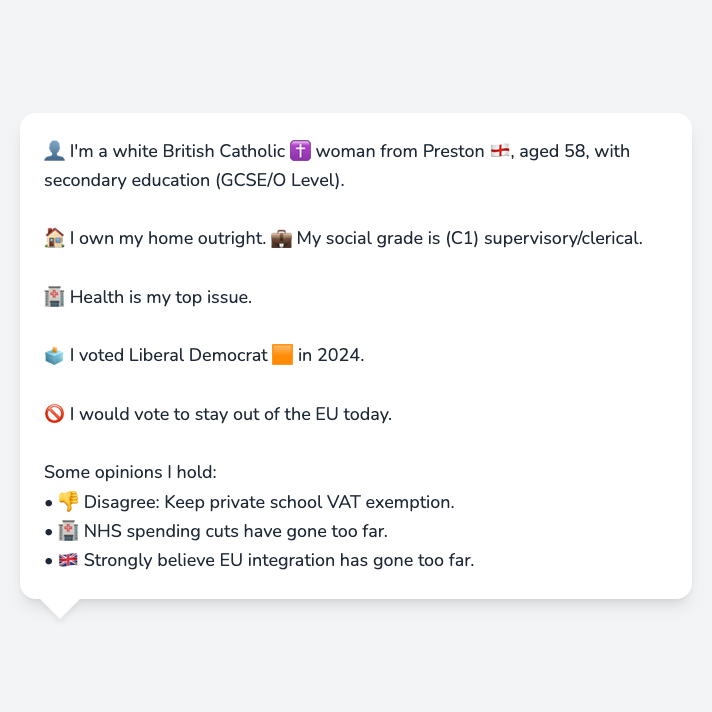 👤 I'm a white British Catholic ✝️ woman from Preston 🏴󠁧󠁢󠁥󠁮󠁧󠁿, aged 58, with
secondary education (GCSE/O Level).
🏠 I own my home outright. 💼 My social grade is (C1) supervisory/clerical.
🏥 Health is my top issue.
🗳️ I voted Liberal Democrat 🟧 in 2024.
🚫 I would vote to stay out of the EU today.
Some opinions I hold:
• 👎 Disagree: Keep private school VAT exemption.
• 🏥 NHS spending cuts have gone too far.
• 🇬🇧 Strongly believe EU integration has gone too far.